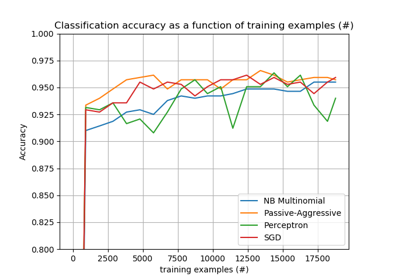 Classification accuracy as a function of training examples (#)
1.000
0.975
0.950
0.925
0.900
0.875
0.850
0.825
0.800
Accuracy
NB Multinomial
Passive-Aggressive
Perceptron
SGD
0 2500 5000 7500 10000 12500 15000 17500
training examples (#)